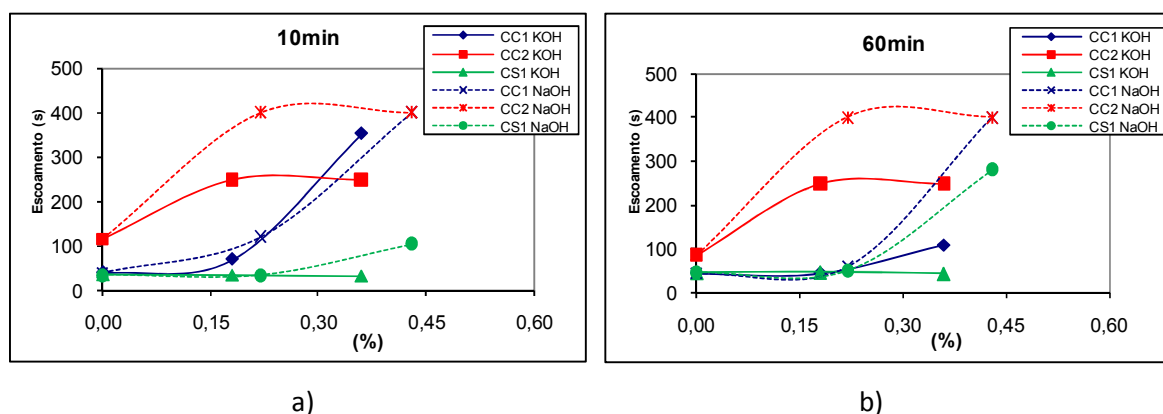 10min
CC1 KOH
CC2 KOH
CS1 KOH
CC1 NaOH
CC2 NaOH
CS1 NaOH
Escoamento (s)
500
400
300
200
100
0
0,00 0,15 0,30 0,45 0,60
(%)
a)
60min
CC1 KOH
CC2 KOH
CS1 KOH
CC1 NaOH
CC2 NaOH
CS1 NaOH
Escoamento (s)
500
400
300
200
100
0
0,00 0,15 0,30 0,45 0,60
(%)
b)